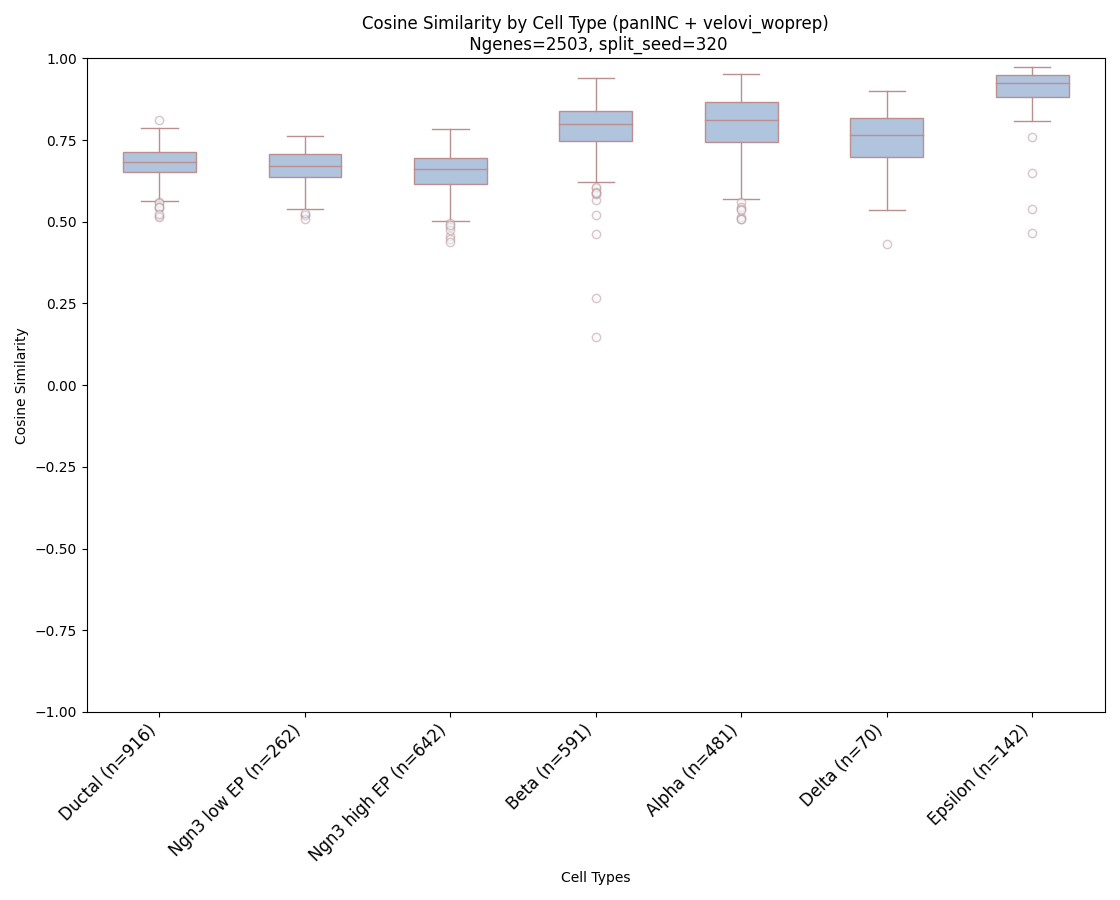 Cosine Similarity by Cell Type (panINC + velovi_woprep)
Ngenes=2503, split_seed=320
Cosine Similarity
1.00
0.75
0.50
0.25
0.00
−0.25
−0.50
−0.75
−1.00
Ductal (n=916)
Ngn3 low EP (n=262)
Ngn3 high EP (n=642)
Beta (n=591)
Alpha (n=481)
Delta (n=70)
Epsilon (n=142)
Cell Types